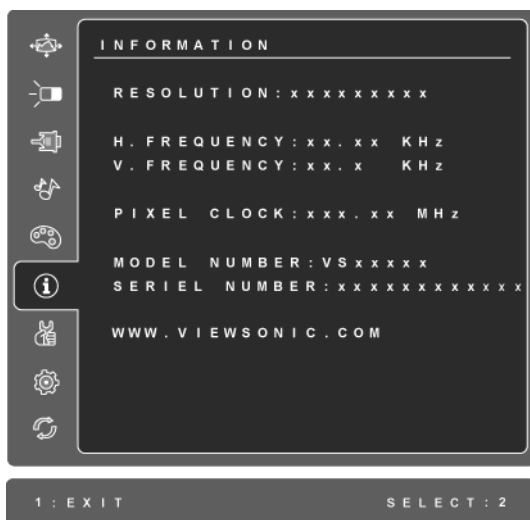 INFORMATION
RESOLUTION:xxxxxxxxx
H.FREQUENCY:xx.xx KHz
V.FREQUENCY:xx.x KHz
PIXEL CLOCK:xxx.xx MHz
MODEL NUMBER:VSxxxxx
SERIEL NUMBER:xxxxxxxxxxxx
WWW.VIEWSONIC.COM
1:EXIT SELECT:2